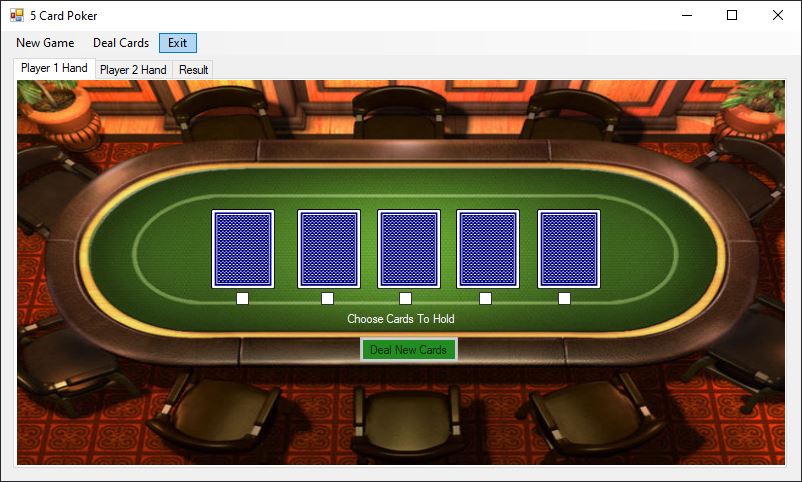 5 Card Poker
New Game Deal Cards Exit
Player 1 Hand Player 2 Hand Result
Choose Cards To Hold
Deal New Cards